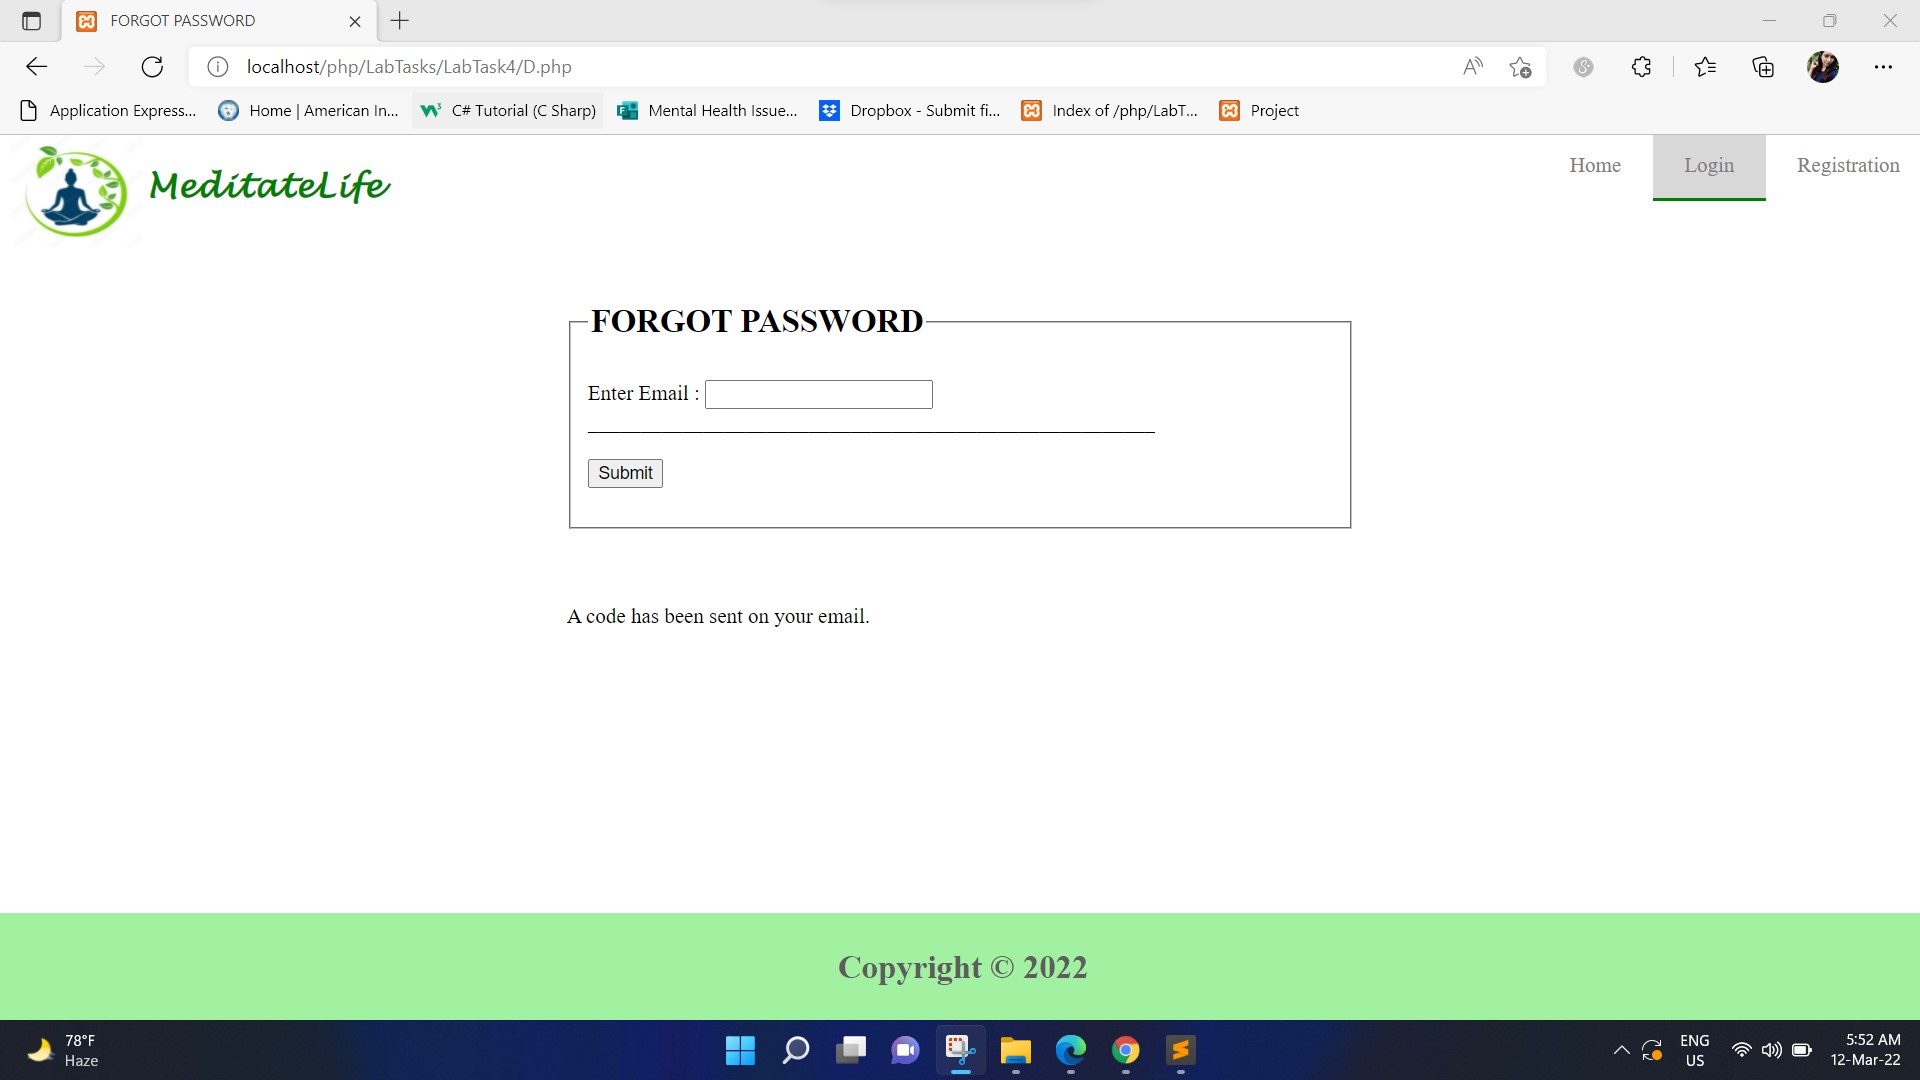 FORGOT PASSWORD
localhost/php/LabTasks/LabTask4/D.php
Application Express...
Home | American In...
C# Tutorial (C Sharp)
Mental Health Issue...
Dropbox - Submit fi...
Index of /php/LabT...
Project
MeditateLife
Home
Login
Registration
FORGOT PASSWORD
Enter Email :
Submit
A code has been sent on your email.
Copyright © 2022
78°F
Haze
ENG
US
5:52 AM
12-Mar-22